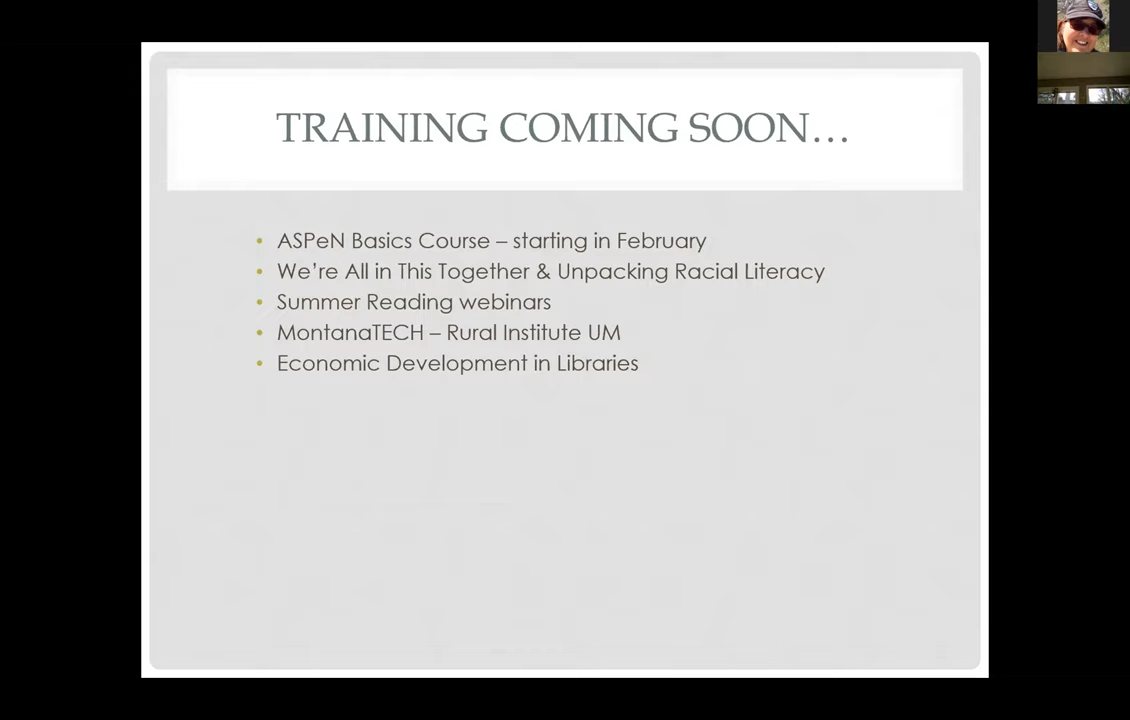 TRAINING COMING SOON…
• ASPeN Basics Course – starting in February
• We’re All in This Together & Unpacking Racial Literacy
• Summer Reading webinars
• MontanaTECH – Rural Institute UM
• Economic Development in Libraries